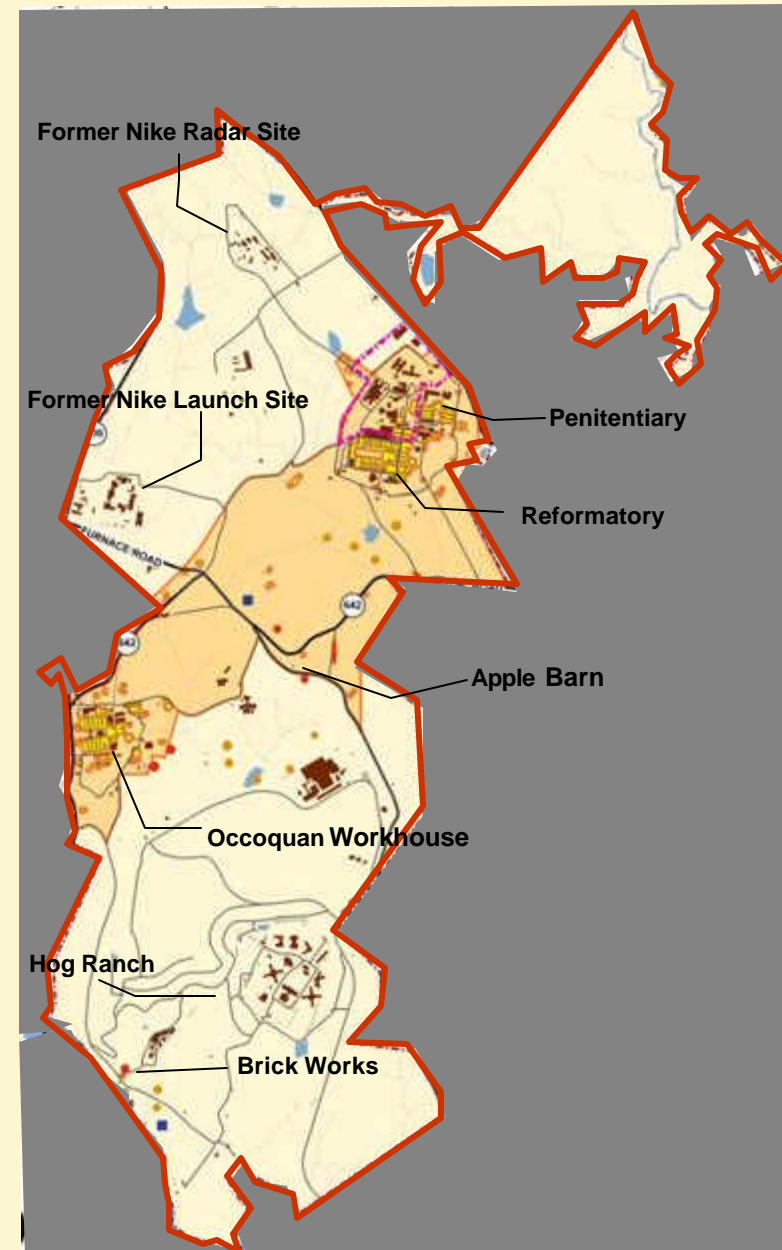 Former Nike Radar Site
Former Nike Launch Site
Penitentiary
Reformatory
FURNACE ROAD
642
642
Apple Barn
Occoquan Workhouse
Hog Ranch
Brick Works